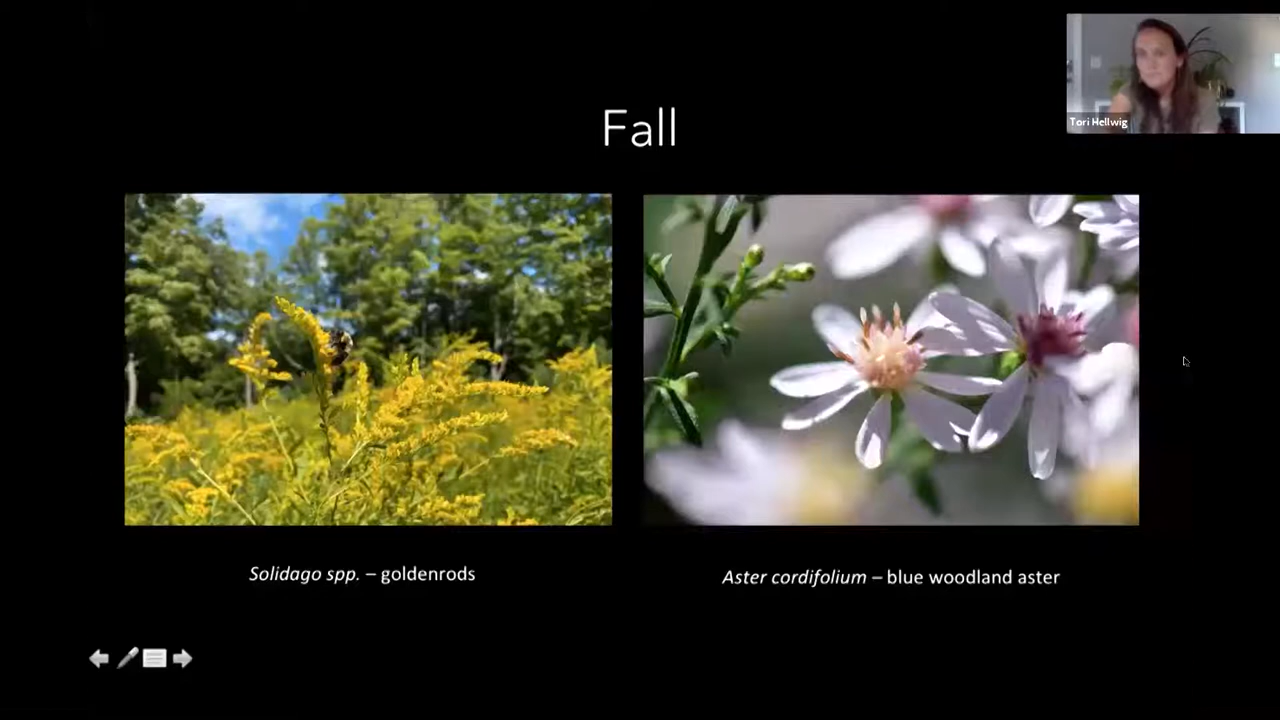 Tori Hellwig
Fall
Solidago spp. – goldenrods
Aster cordifolium – blue woodland aster